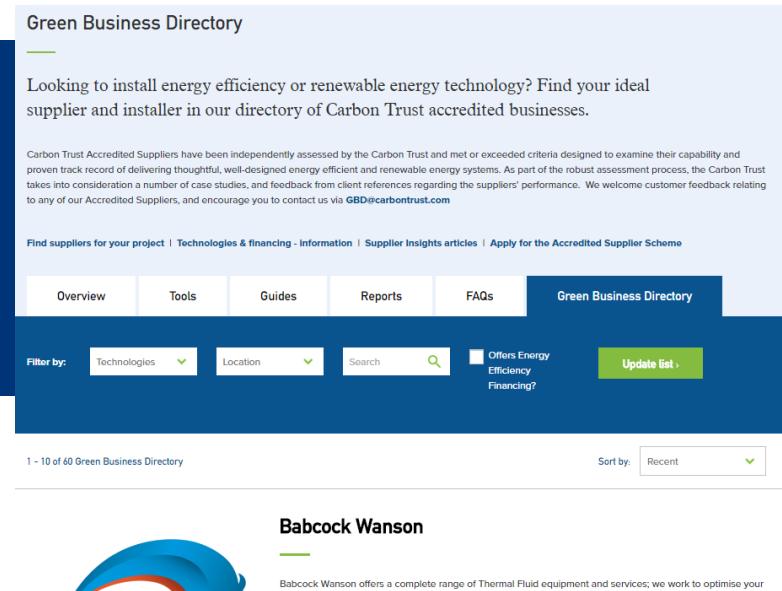 Green Business Directory
Looking to install energy efficiency or renewable energy technology? Find your ideal
supplier and installer in our directory of Carbon Trust accredited businesses.
Carbon Trust Accredited Suppliers have been independently assessed by the Carbon Trust and met or exceeded criteria designed to examine their capability and
proven track record of delivering thoughtful, well-designed energy efficient and renewable energy systems. As part of the robust assessment process, the Carbon Trust
takes into consideration a number of case studies, and feedback from client references regarding the suppliers' performance. We welcome customer feedback relating
to any of our Accredited Suppliers, and encourage you to contact us via GBD@carbontrust.com
Find suppliers for your project | Technologies & financing - information | Supplier Insights articles | Apply for the Accredited Supplier Scheme
Overview Tools Guides Reports FAQs Green Business Directory
Filter by: Technologies Location Search Offers Energy
Efficiency
Financing?
Update list ›
1 - 10 of 60 Green Business Directory Sort by: Recent
Babcock Wanson
Babcock Wanson offers a complete range of Thermal Fluid equipment and services; we work to optimise your